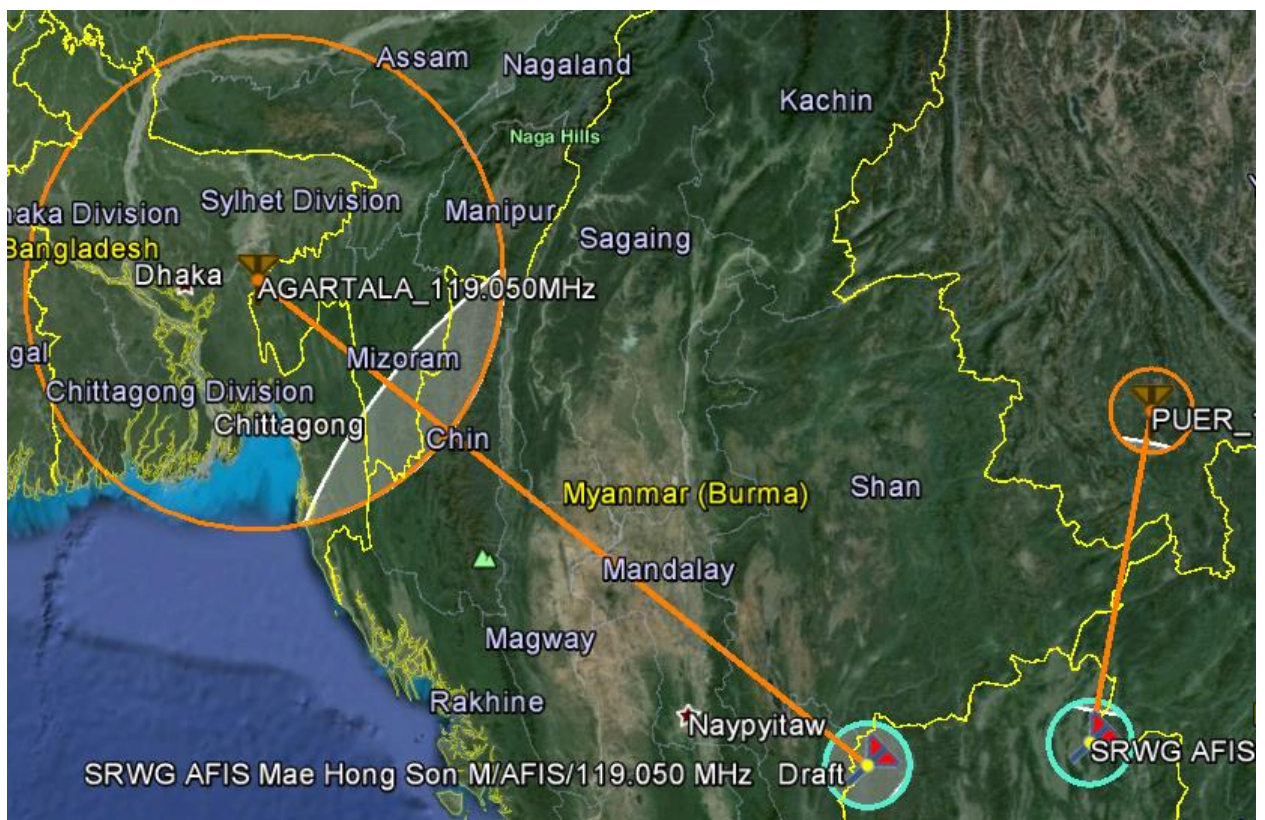 Assam
Nagaland
Kachin
Naga Hills
Sylhet Division
naka Division
Manipur
Sagaing
Bangladesh
Dhaka
AGARTALA_119.050MHz
gal
Mizoram
Chittagong Division
Chittagong
Chin
PUER_
Myanmar (Burma)
Shan
Mandalay
Magway
Rakhine
Naypyitaw
SRWG AFIS
SRWG AFIS Mae Hong Son M/AFIS/119.050 MHz Draft